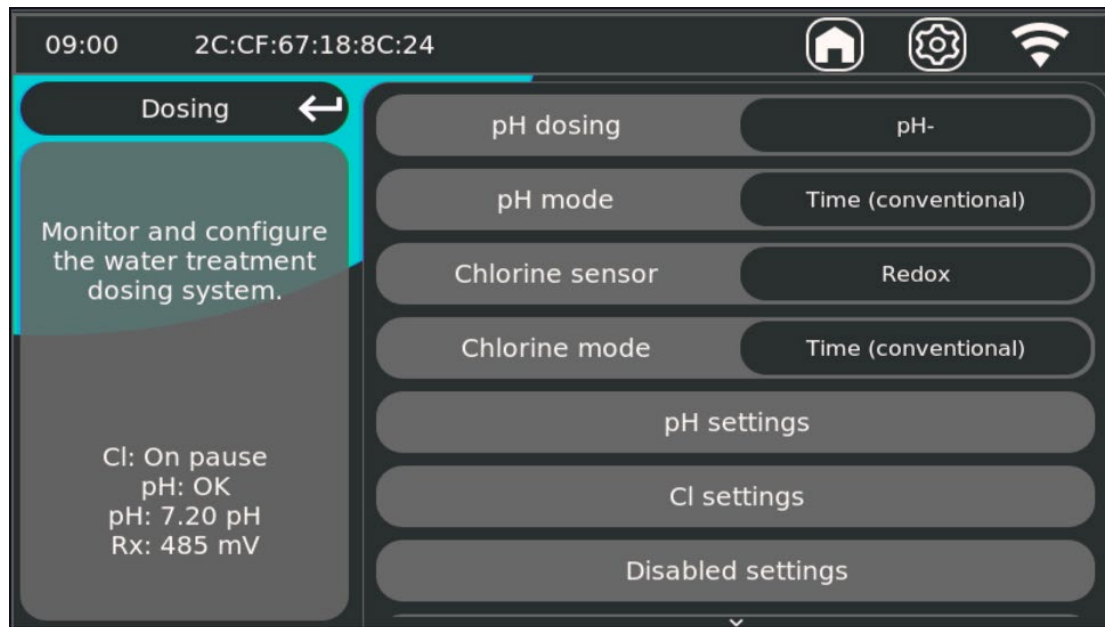 09:00 2C:CF:67:18:8C:24
Dosing
Monitor and configure
the water treatment
dosing system.
Cl: On pause
pH: OK
pH: 7.20 pH
Rx: 485 mV
pH dosing pH-
pH mode Time (conventional)
Chlorine sensor Redox
Chlorine mode Time (conventional)
pH settings
Cl settings
Disabled settings